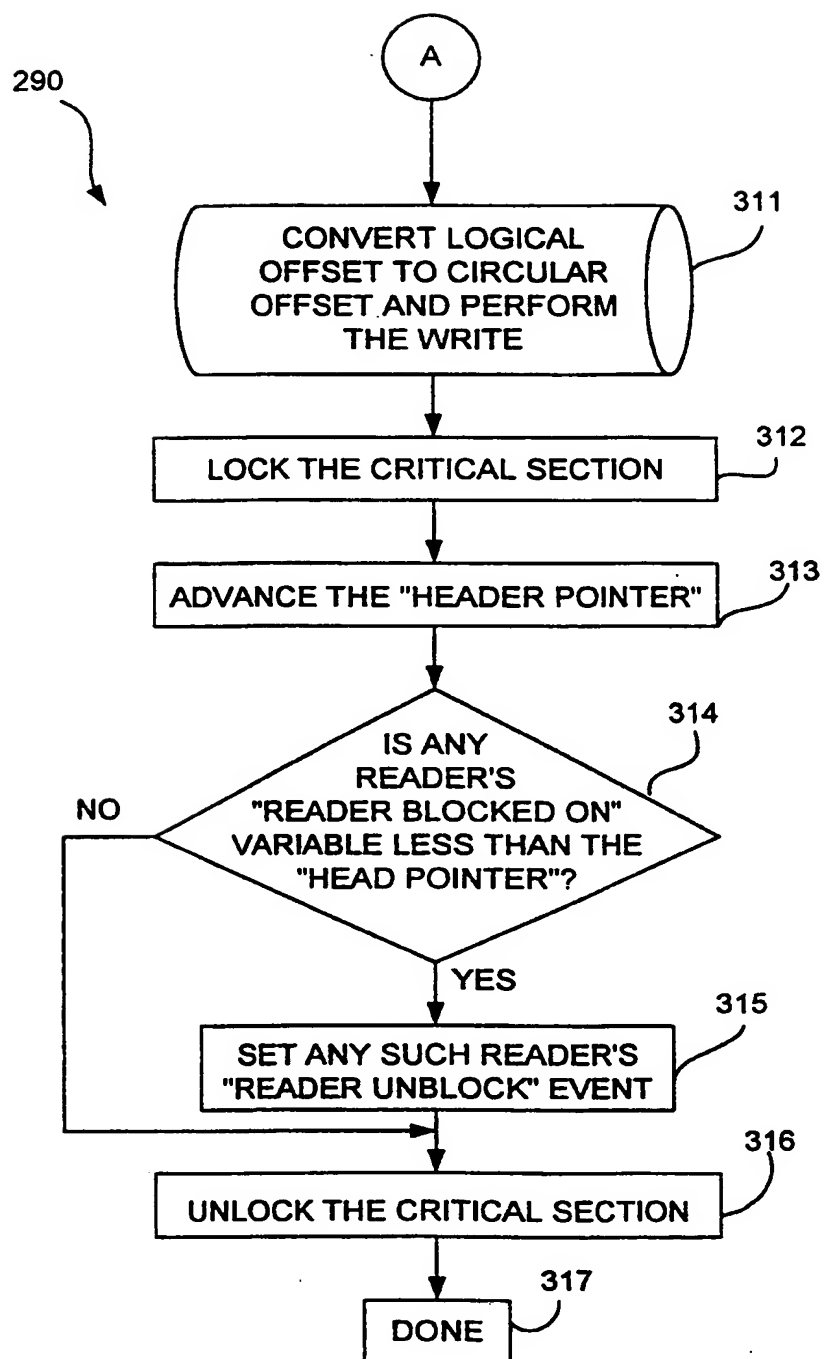 A
290
311
CONVERT LOGICAL
OFFSET TO CIRCULAR
OFFSET AND PERFORM
THE WRITE
312
LOCK THE CRITICAL SECTION
313
ADVANCE THE "HEADER POINTER"
314
IS ANY
READER'S
"READER BLOCKED ON"
VARIABLE LESS THAN THE
"HEAD POINTER"?
NO
YES
315
SET ANY SUCH READER'S
"READER UNBLOCK" EVENT
316
UNLOCK THE CRITICAL SECTION
317
DONE